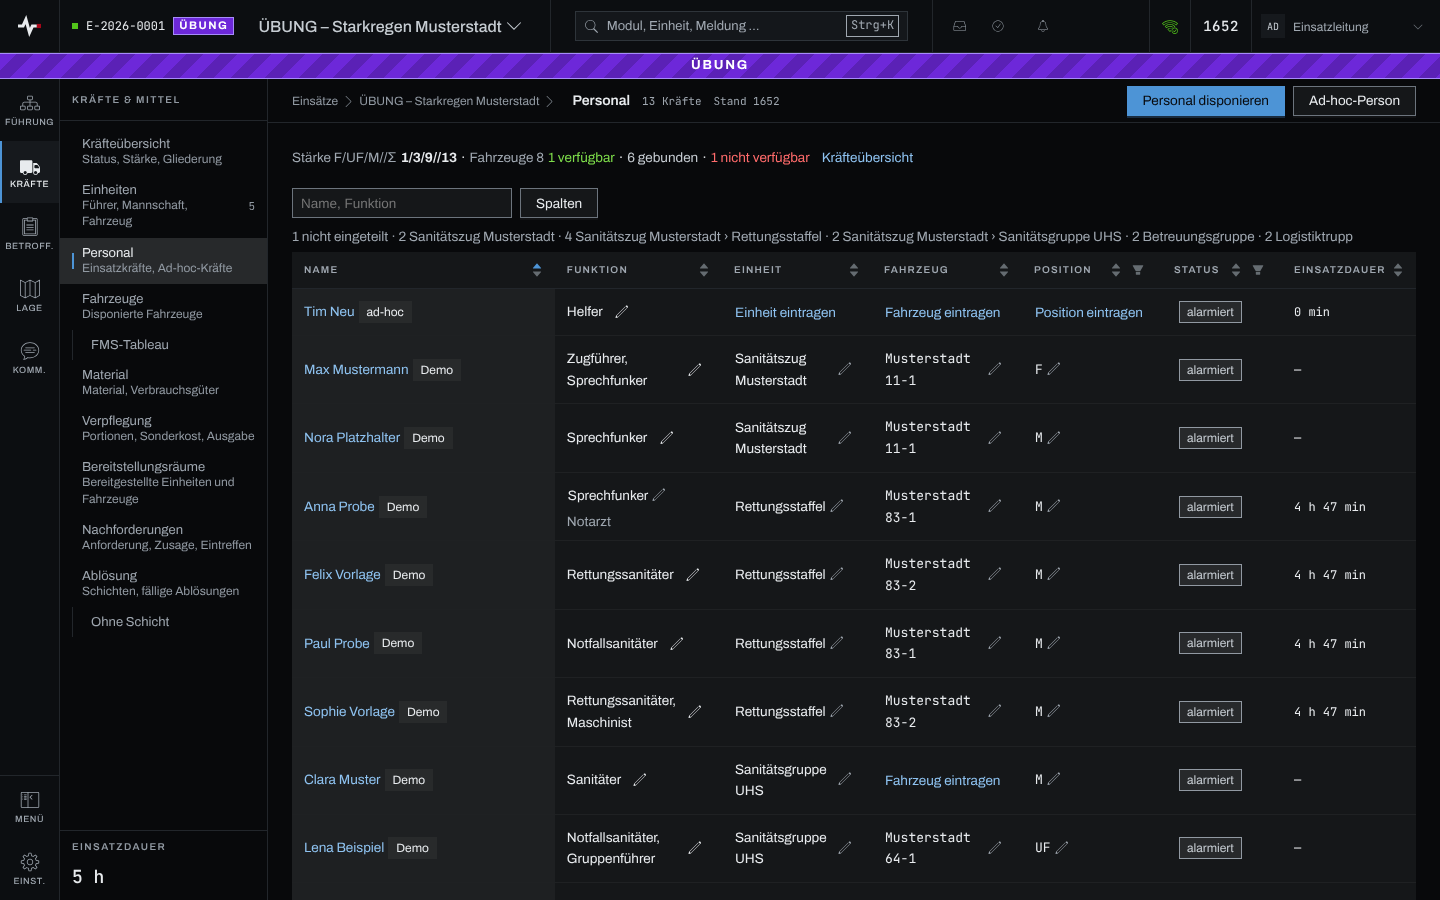 E-2026-0001 ÜBUNG ÜBUNG – Starkregen Musterstadt Modul, Einheit, Meldung ... Strg+K 1652 AD Einsatzleitung
ÜBUNG
FÜHRUNG
KRÄFTE
BETROFF.
LAGE
KOMM.
MENÜ
EINST.
KRÄFTE & MITTEL
Kräfteübersicht
Status, Stärke, Gliederung
Einheiten
Führer, Mannschaft,
Fahrzeug
5
Personal
Einsatzkräfte, Ad-hoc-Kräfte
Fahrzeuge
Disponierte Fahrzeuge
FMS-Tableau
Material
Material, Verbrauchsgüter
Verpflegung
Portionen, Sonderkost, Ausgabe
Bereitstellungsräume
Bereitgestellte Einheiten und
Fahrzeuge
Nachforderungen
Anforderung, Zusage, Eintreffen
Ablösung
Schichten, fällige Ablösungen
Ohne Schicht
EINSATZDAUER
5 h
Einsätze ÜBUNG – Starkregen Musterstadt Personal 13 Kräfte Stand 1652 Personal disponieren Ad-hoc-Person
Stärke F/UF/M//Σ 1/3/9//13 · Fahrzeuge 8 1 verfügbar · 6 gebunden · 1 nicht verfügbar Kräfteübersicht
Name, Funktion Spalten
1 nicht eingeteilt · 2 Sanitätszug Musterstadt · 4 Sanitätszug Musterstadt › Rettungsstaffel · 2 Sanitätszug Musterstadt › Sanitätsgruppe UHS · 2 Betreuungsgruppe · 2 Logistiktrupp
NAME FUNKTION EINHEIT FAHRZEUG POSITION STATUS EINSATZDAUER
Tim Neu ad-hoc Helfer Einheit eintragen Fahrzeug eintragen Position eintragen alarmiert 0 min
Max Mustermann Demo Zugführer, Sprechfunker Sanitätszug Musterstadt Musterstadt 11-1 F alarmiert –
Nora Platzhalter Demo Sprechfunker Sanitätszug Musterstadt Musterstadt 11-1 M alarmiert –
Anna Probe Demo Sprechfunker Notarzt Rettungsstaffel Musterstadt 83-1 M alarmiert 4 h 47 min
Felix Vorlage Demo Rettungssanitäter Rettungsstaffel Musterstadt 83-2 M alarmiert 4 h 47 min
Paul Probe Demo Notfallsanitäter Rettungsstaffel Musterstadt 83-1 M alarmiert 4 h 47 min
Sophie Vorlage Demo Rettungssanitäter, Maschinist Rettungsstaffel Musterstadt 83-2 M alarmiert 4 h 47 min
Clara Muster Demo Sanitäter Sanitätsgruppe UHS Fahrzeug eintragen M alarmiert –
Lena Beispiel Demo Notfallsanitäter, Gruppenführer Sanitätsgruppe UHS Musterstadt 64-1 UF alarmiert –